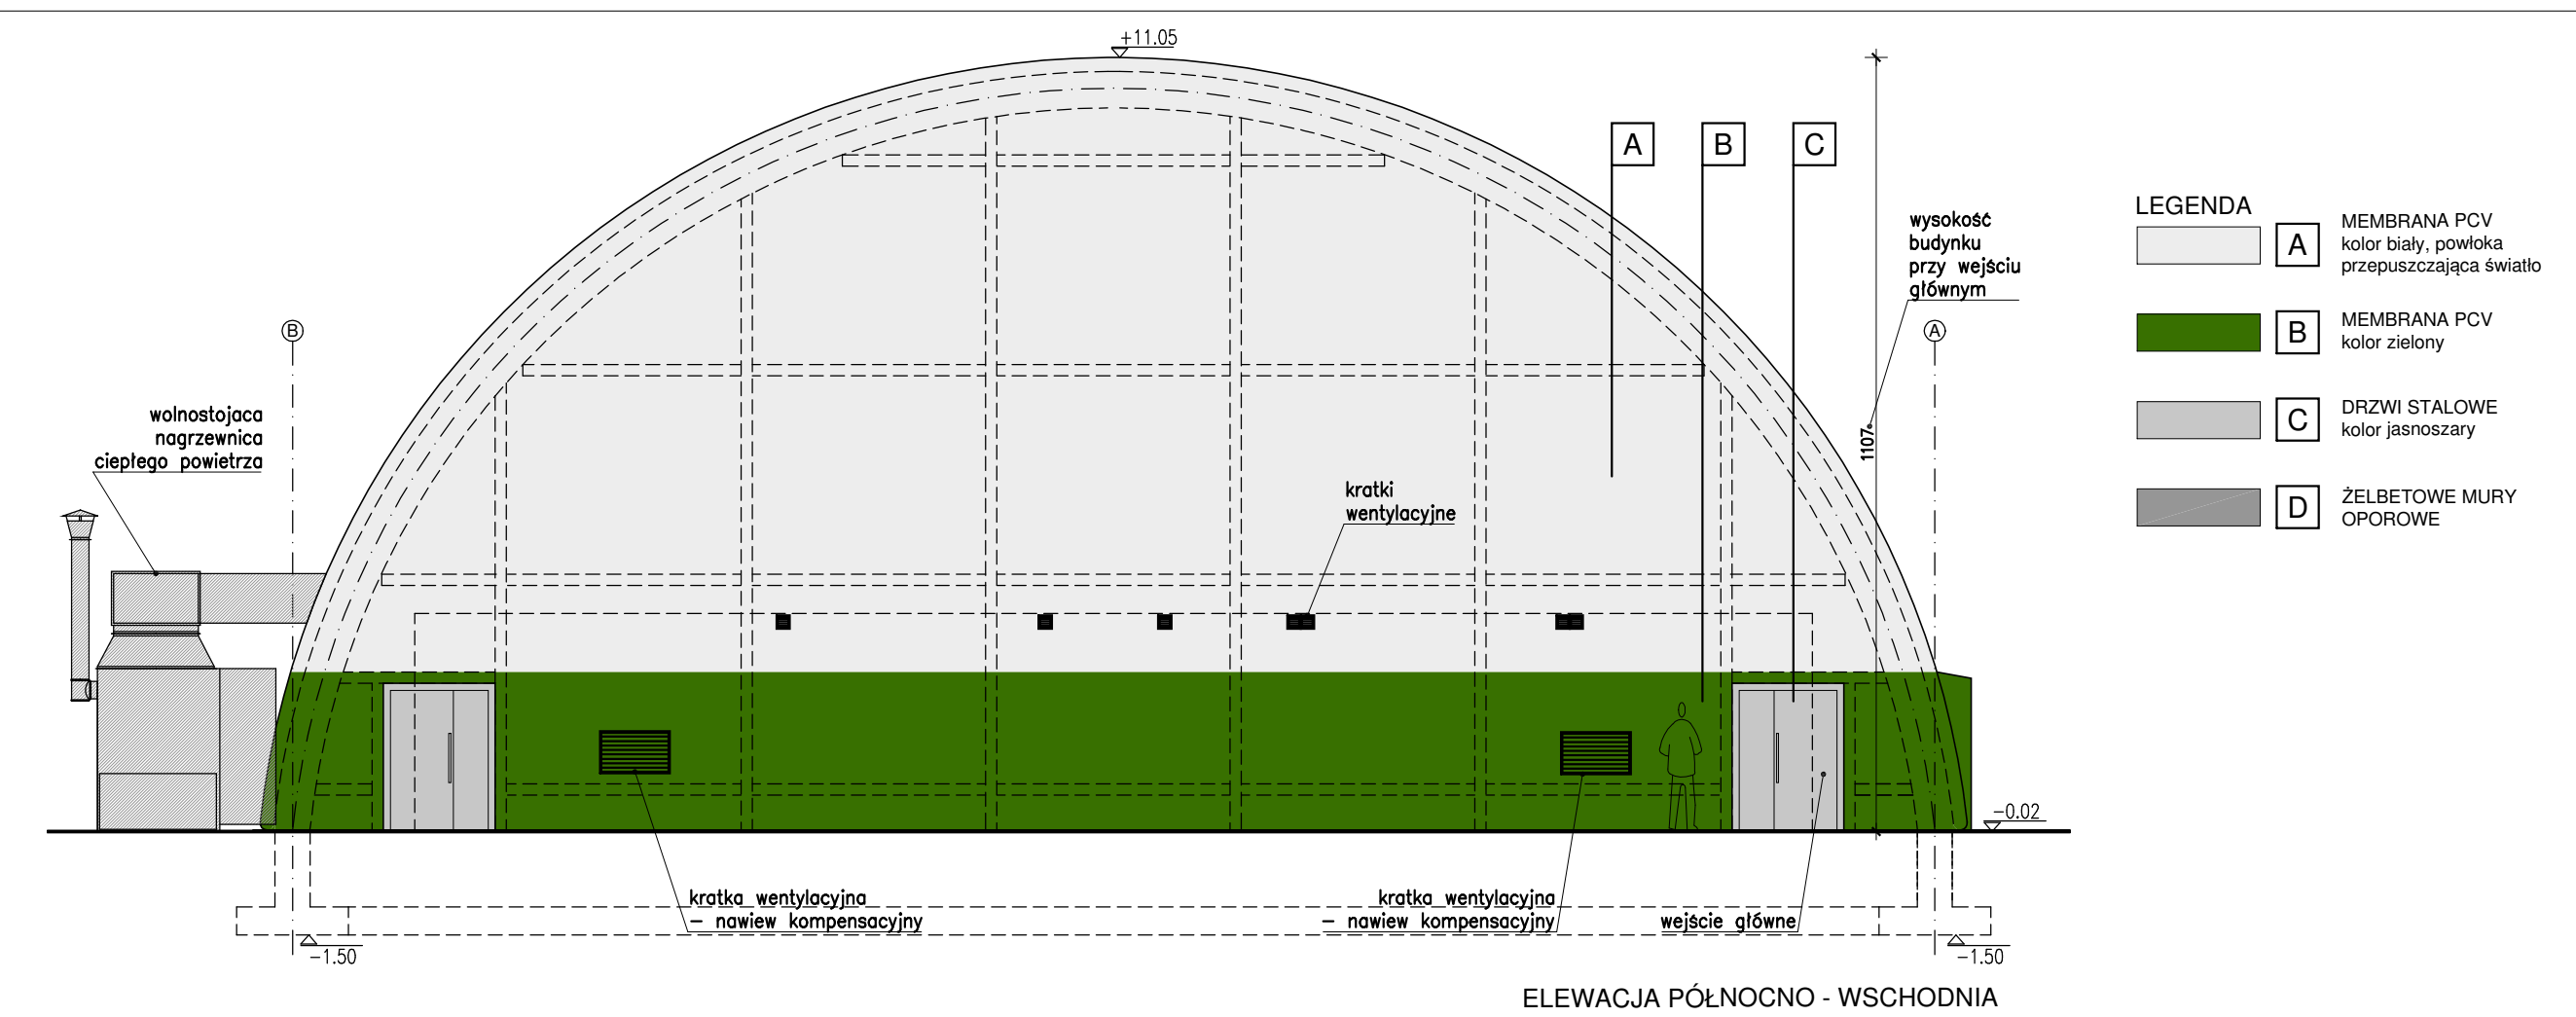 +11.05
A
B
C
wysokość
budynku
przy wejściu
głównym
1107
B
A
wolnostojaca
nagrzewnica
ciepłego powietrza
kratki
wentylacyjne
-0.02
kratka wentylacyjna
- nawiew kompensacyjny
kratka wentylacyjna
- nawiew kompensacyjny
wejście główne
-1.50
-1.50
ELEWACJA PÓŁNOCNO - WSCHODNIA
LEGENDA
A
MEMBRANA PCV
kolor biały, powłoka
przepuszczająca światło
B
MEMBRANA PCV
kolor zielony
C
DRZWI STALOWE
kolor jasnoszary
D
ŻELBETOWE MURY
OPOROWE